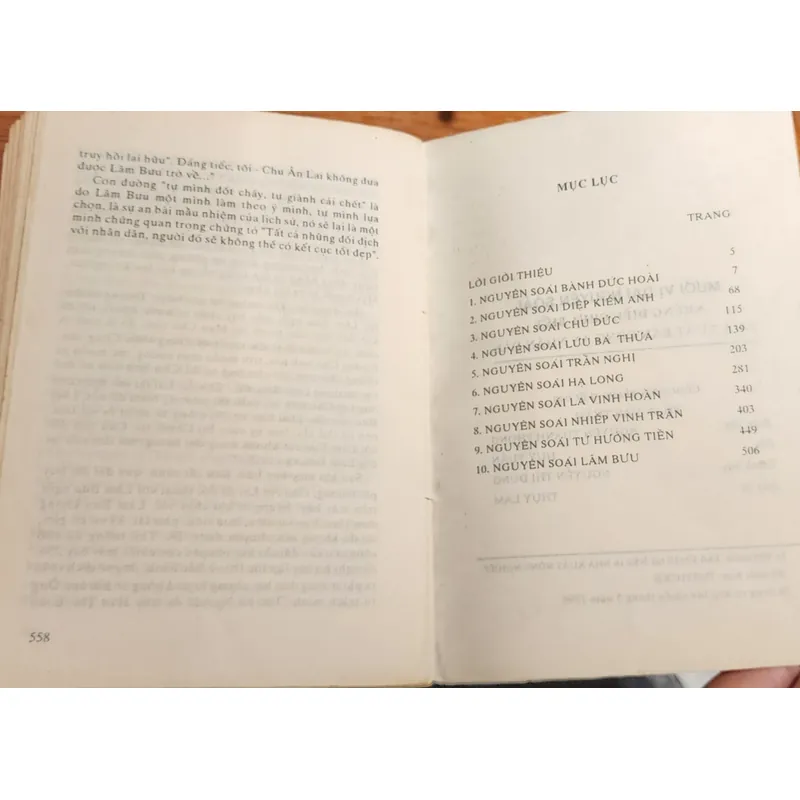 truy hồi lai hữu". Đáng tiếc, tôi - Chu Ân Lai không đưa
được Lâm Bưu trở về..."
Con đường "tự mình đốt cháy, tự giành cái chết" là
do Lâm Bưu một mình làm theo ý mình, tự mình lựa
chọn, là sự an bài mầu nhiệm của lịch sử, nó sẽ lại là một
minh chứng quan trọng chứng tỏ "Tất cả những đối địch
với nhân dân, người đó sẽ không thể có kết cục tốt đẹp".
558
MỤC LỤC
TRANG
LỜI GIỚI THIỆU 5
1. NGUYÊN SOÁI BÀNH ĐỨC HOÀI 7
2. NGUYÊN SOÁI DIỆP KIẾM ANH 68
3. NGUYÊN SOÁI CHU ĐỨC 115
4. NGUYÊN SOÁI LƯU BÁ THỪA 139
5. NGUYÊN SOÁI TRẦN NGHỊ 203
6. NGUYÊN SOÁI HẠ LONG 281
7. NGUYÊN SOÁI LA VINH HOÀN 340
8. NGUYÊN SOÁI NHIẾP VINH TRĂN 403
9. NGUYÊN SOÁI TỪ HƯỚNG TIỀN 449
10. NGUYÊN SOÁI LÂM BƯU 506